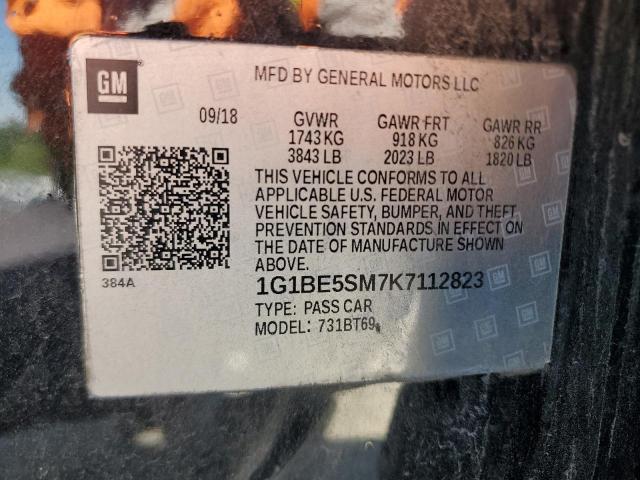 GM
MFD BY GENERAL MOTORS LLC
09/18 GVWR GAWR FRT GAWR RR
1743 KG 918 KG 826 KG
3843 LB 2023 LB 1820 LB
THIS VEHICLE CONFORMS TO ALL
APPLICABLE U.S. FEDERAL MOTOR
VEHICLE SAFETY, BUMPER, AND THEFT
PREVENTION STANDARDS IN EFFECT ON
THE DATE OF MANUFACTURE SHOWN
ABOVE.
384A 1G1BE5SM7K7112823
TYPE: PASS CAR
MODEL: 731BT69